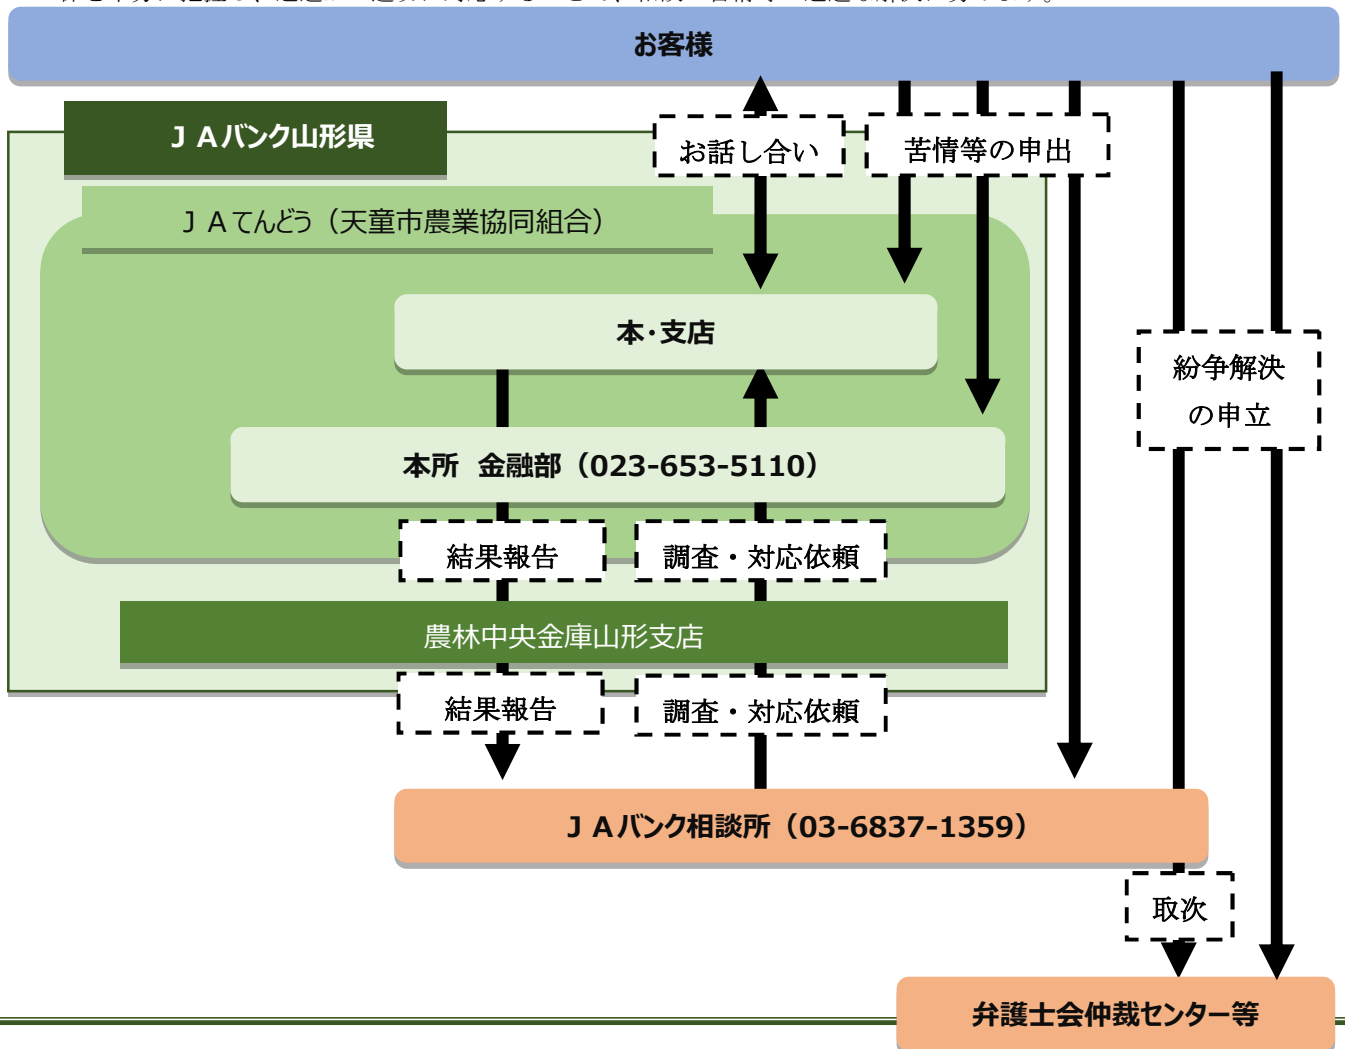 お客様
ＪＡバンク山形県
お話し合い
苦情等の申出
ＪＡてんどう（天童市農業協同組合）
本・支店
紛争解決
の申立
本所 金融部（023-653-5110）
結果報告
調査・対応依頼
農林中央金庫山形支店
結果報告
調査・対応依頼
ＪＡバンク相談所（03-6837-1359）
取次
弁護士会仲裁センター等